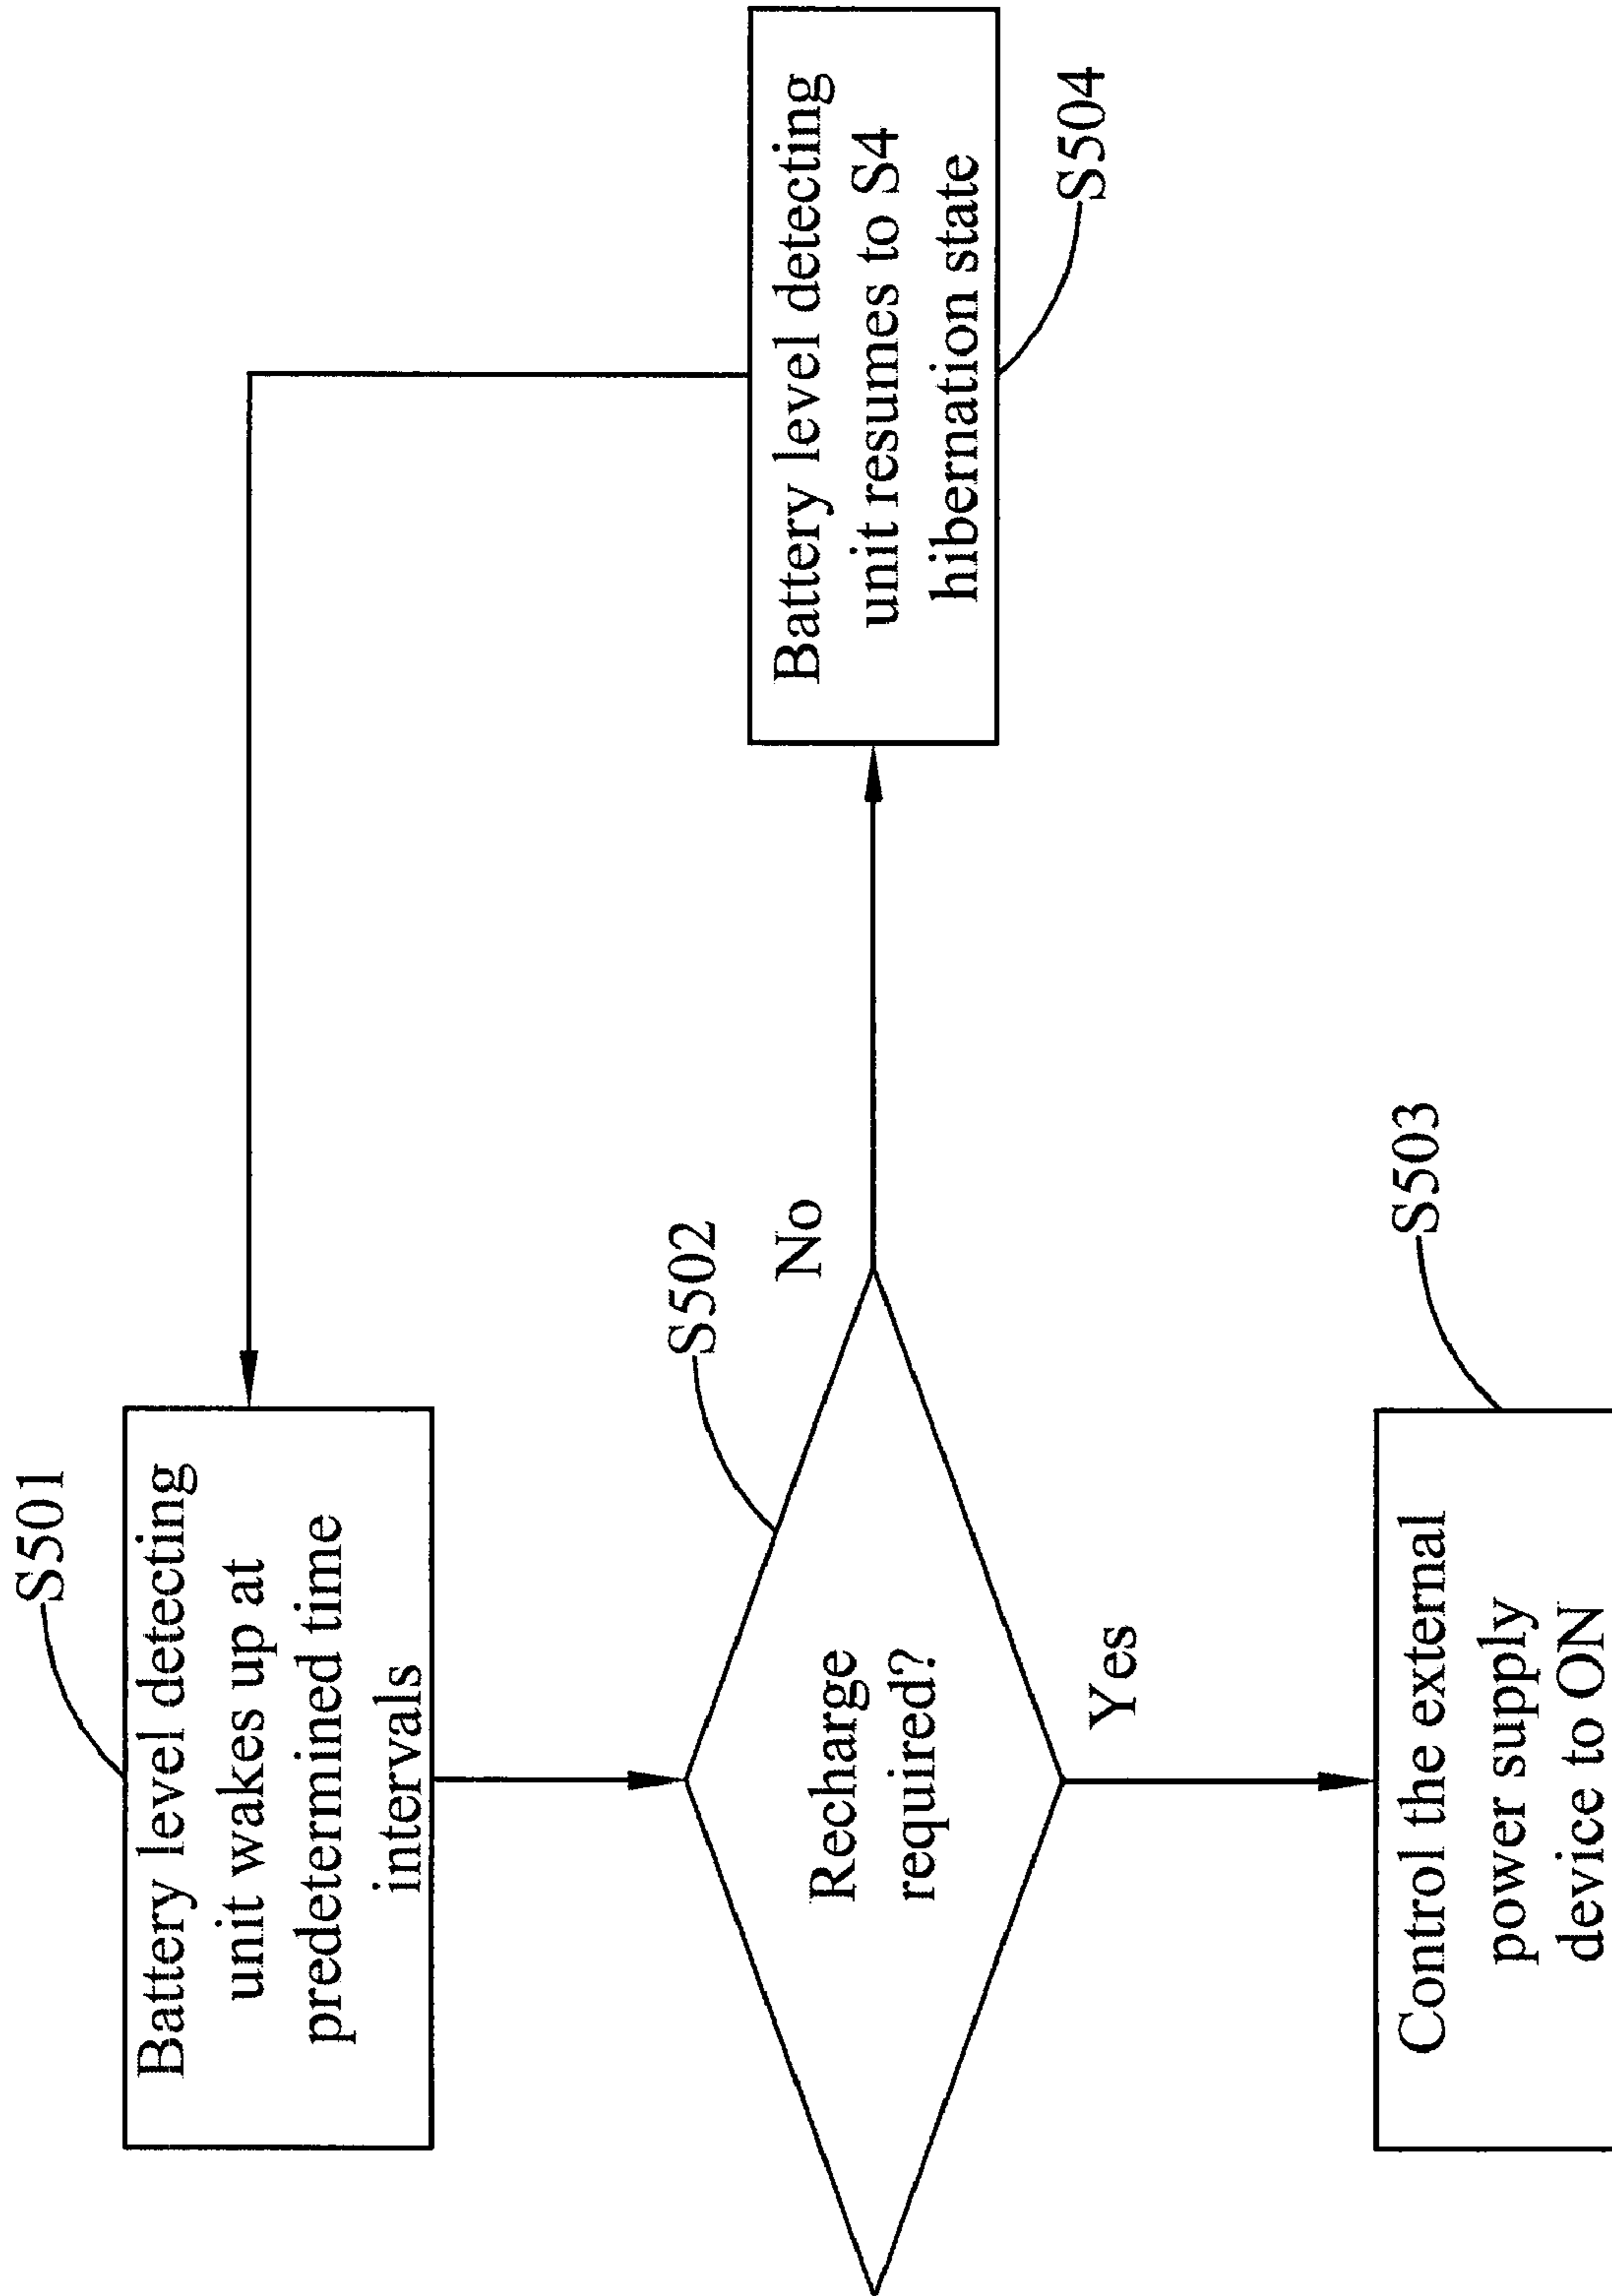 S501
Battery level detecting
unit wakes up at
predetermined time
intervals
S502
Recharge
required?
No
Yes
Battery level detecting
unit resumes to S4
hibernation state
S504
S503
Control the external
power supply
device to ON